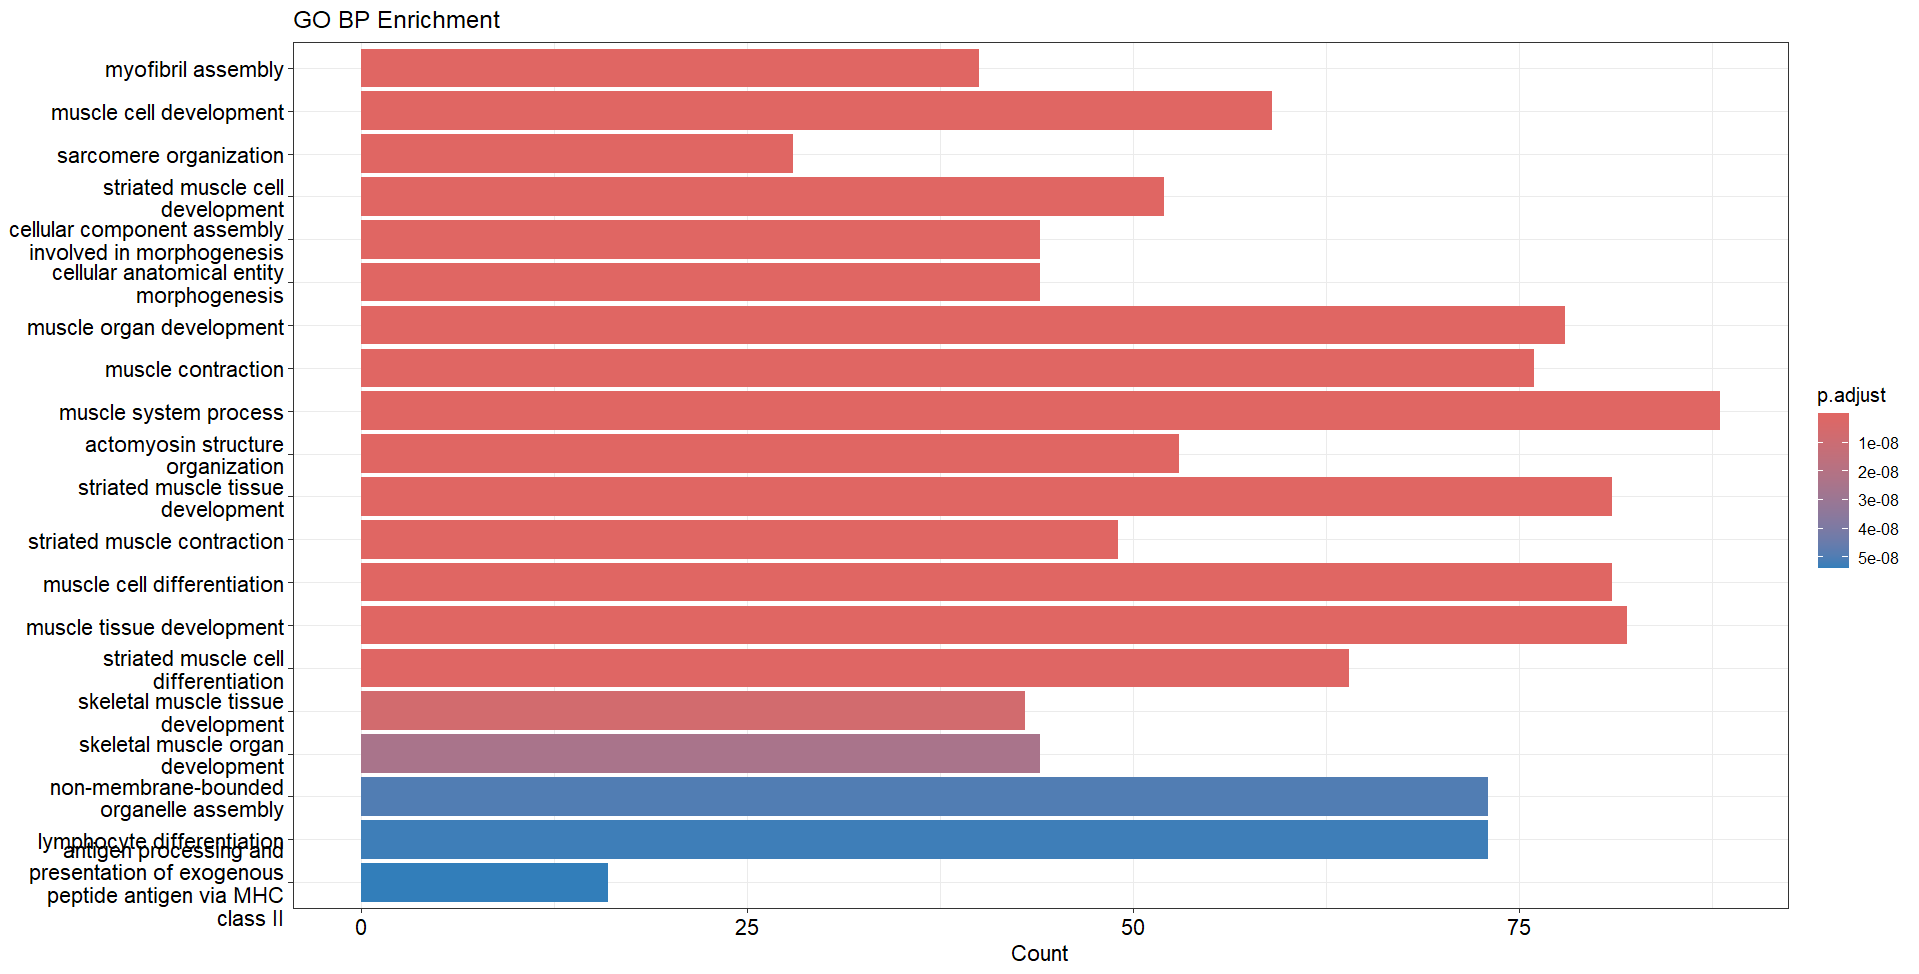 GO BP Enrichment
myofibril assembly
muscle cell development
sarcomere organization
striated muscle cell
development
cellular component assembly
involved in morphogenesis
cellular anatomical entity
morphogenesis
muscle organ development
muscle contraction
muscle system process
actomyosin structure
organization
striated muscle tissue
development
striated muscle contraction
muscle cell differentiation
muscle tissue development
striated muscle cell
differentiation
skeletal muscle tissue
development
skeletal muscle organ
development
non-membrane-bounded
organelle assembly
lymphocyte differentiation
antigen processing and
presentation of exogenous
peptide antigen via MHC
class II
0
25
50
75
Count
p.adjust
1e-08
2e-08
3e-08
4e-08
5e-08